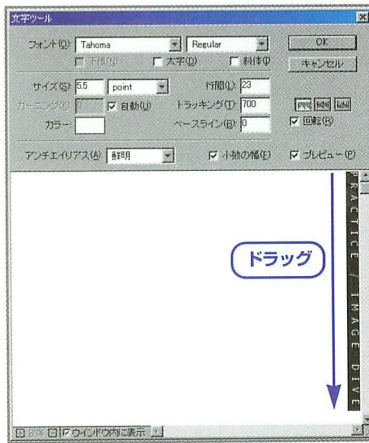 文字ツール
フォント(O): Tahoma Regular OK
下線(N) 太字(D) 斜体(I) キャンセル
サイズ(S): 5.5 point 行間(L): 23
カーニング 自動(U) トラッキング(T): 700
カラー: ベースライン(B): 0 回転(R)
アンチエイリアス(A): 鮮明 小数の幅(F) プレビュー(P)
PRACTICE / IMAGE DIVE
ドラッグ
ウインドウ内に表示